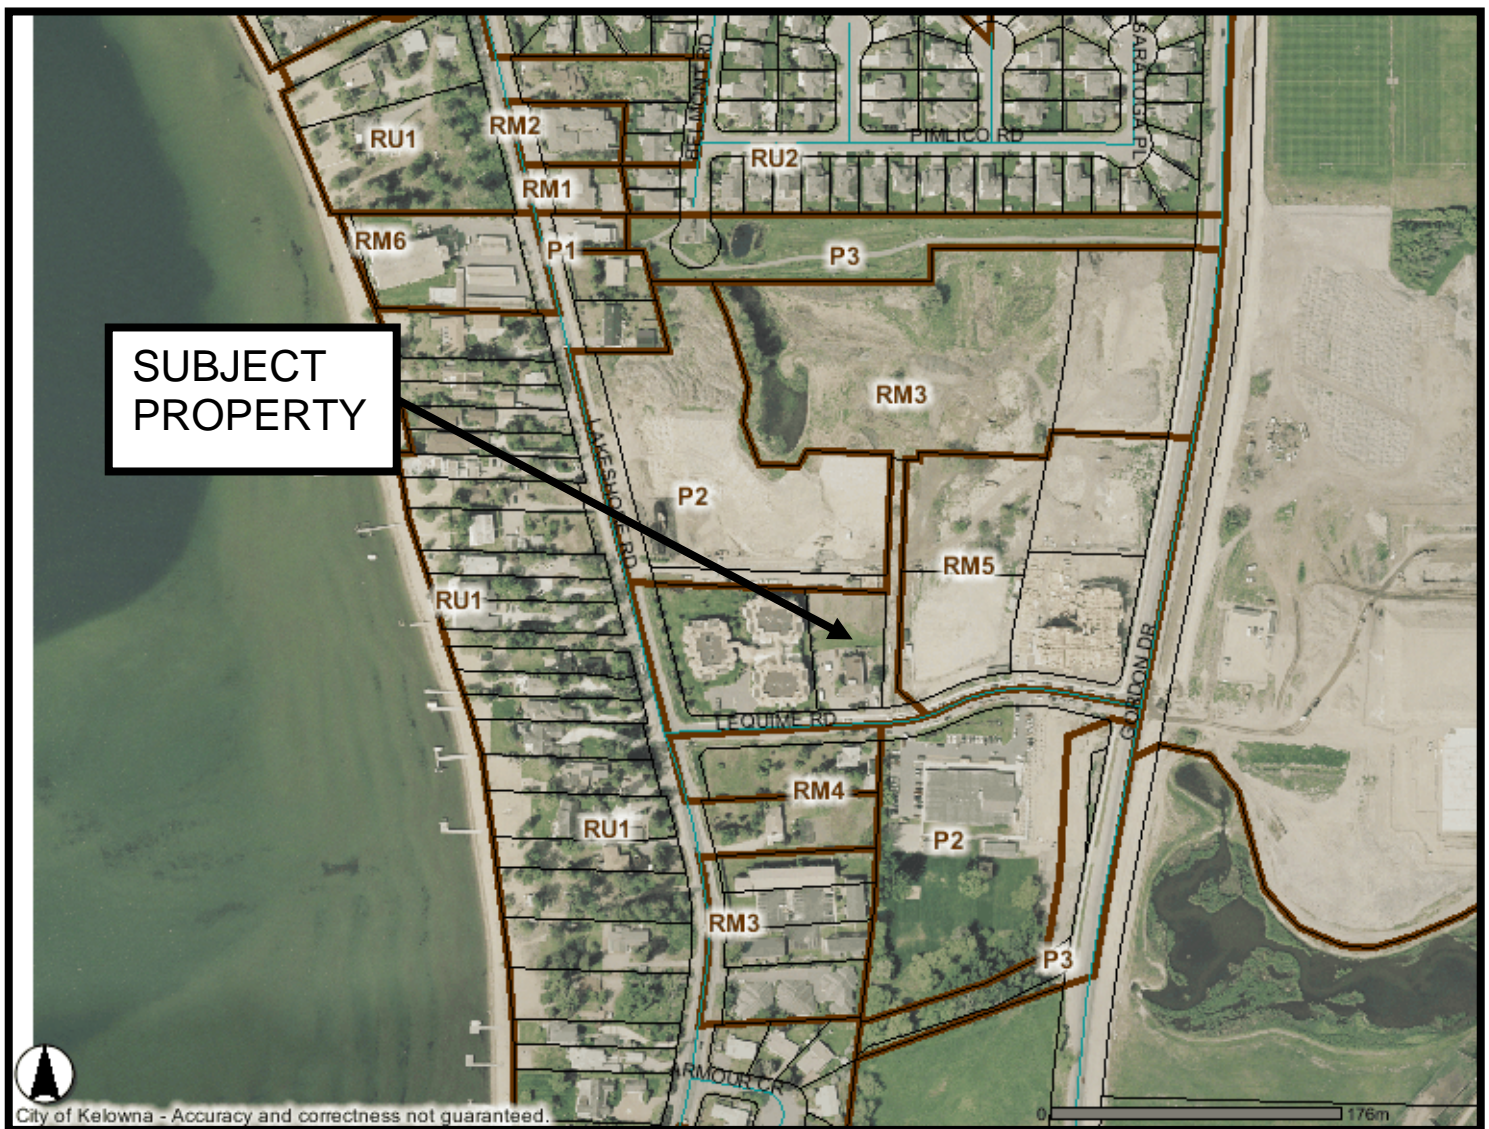 BELMONT RD
SARATOGA PL
RU1
RM2
PIMLICO RD
RU2
RM1
RM6
P1
P3
SUBJECT
PROPERTY
RM3
LAKESHORE RD
P2
RM5
RU1
GORDON DR
LEQUIME RD
RM4
RU1
P2
RM3
P3
ARMOUR CR
City of Kelowna - Accuracy and correctness not guaranteed.
0 176m